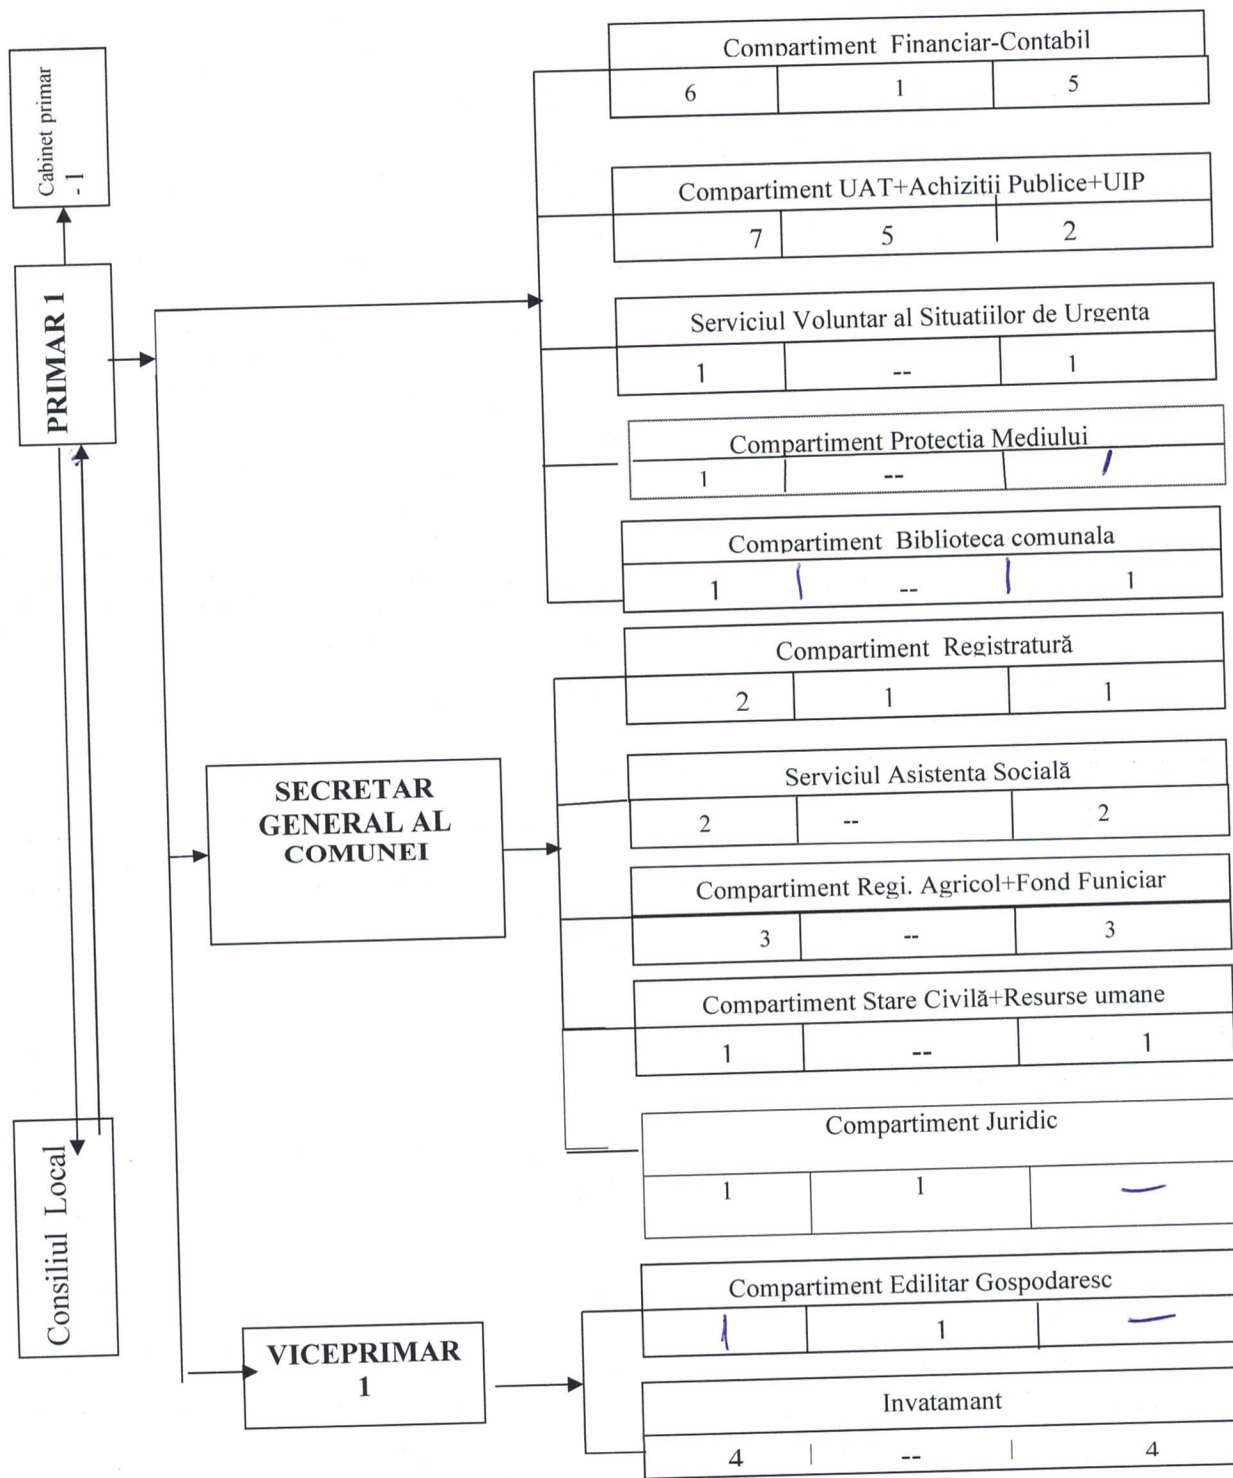 Cabinet primar
- 1
PRIMAR 1
Consiliul Local
SECRETAR
GENERAL AL
COMUNEI
VICEPRIMAR
1
Compartiment Financiar-Contabil
6 1 5
Compartiment UAT+Achizitii Publice+UIP
7 5 2
Serviciul Voluntar al Situatiilor de Urgenta
1 -- 1
Compartiment Protectia Mediului
1 -- 1
Compartiment Biblioteca comunala
1 -- 1
Compartiment Registratură
2 1 1
Serviciul Asistenta Socială
2 -- 2
Compartiment Regi. Agricol+Fond Funiciar
3 -- 3
Compartiment Stare Civilă+Resurse umane
1 -- 1
Compartiment Juridic
1 1 —
Compartiment Edilitar Gospodaresc
1 1 —
Invatamant
4 -- 4